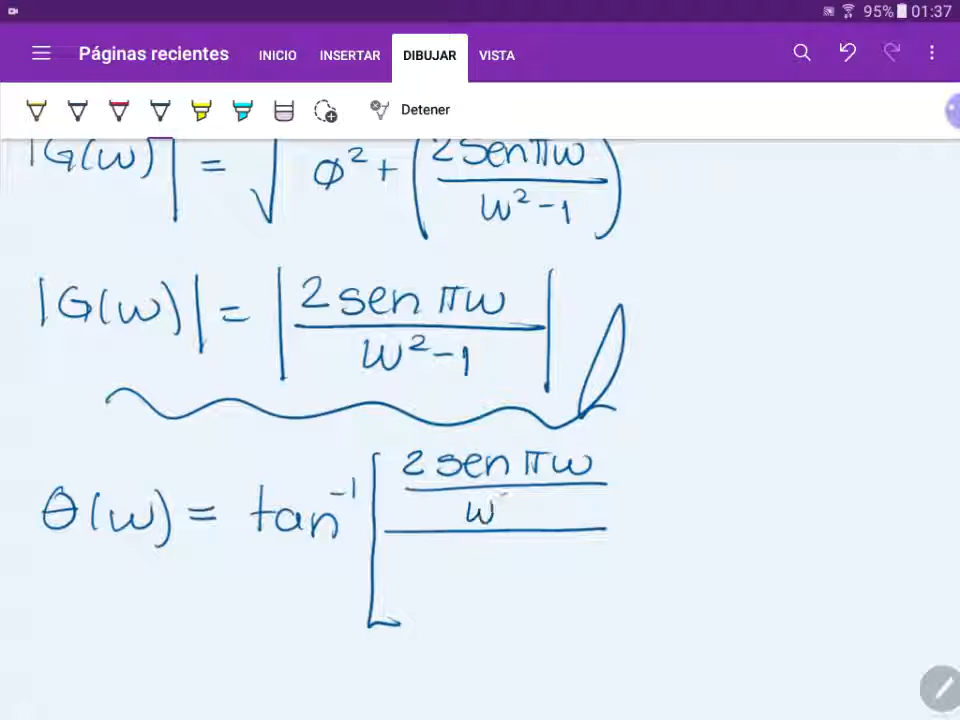 95% 01:37
Páginas recientes INICIO INSERTAR DIBUJAR VISTA
Detener
|G(w)| = √ 0² + ( 2 sen πw / w² - 1 )
|G(w)| = | 2 sen πw / w² - 1 |
θ(w) = tan⁻¹ [ 2 sen πw / w